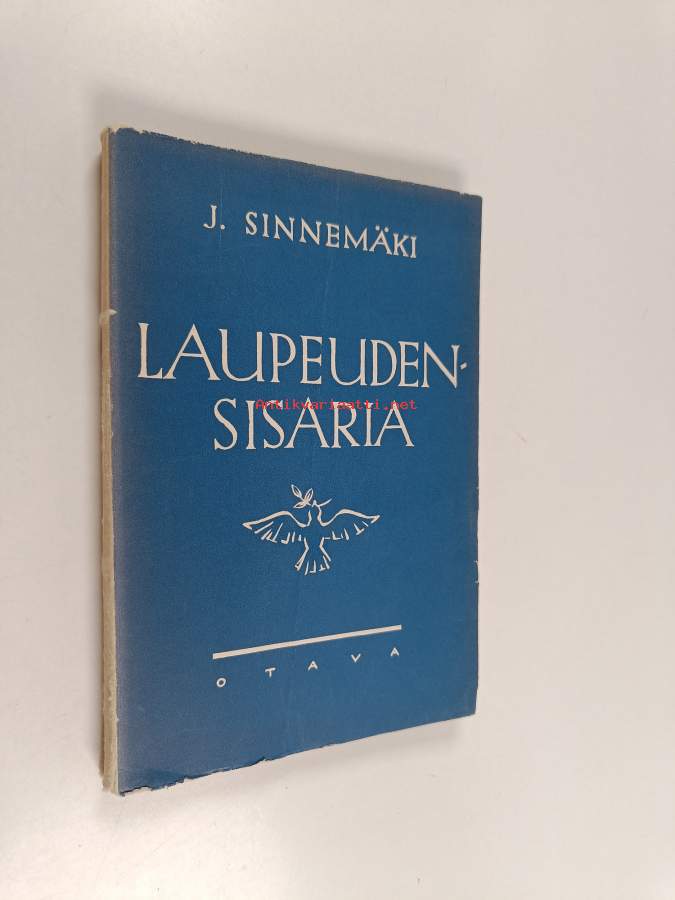 J. SINNEMÄKI
LAUPEUDEN-
Antikvariaatti.net
SISARIA
OTAVA